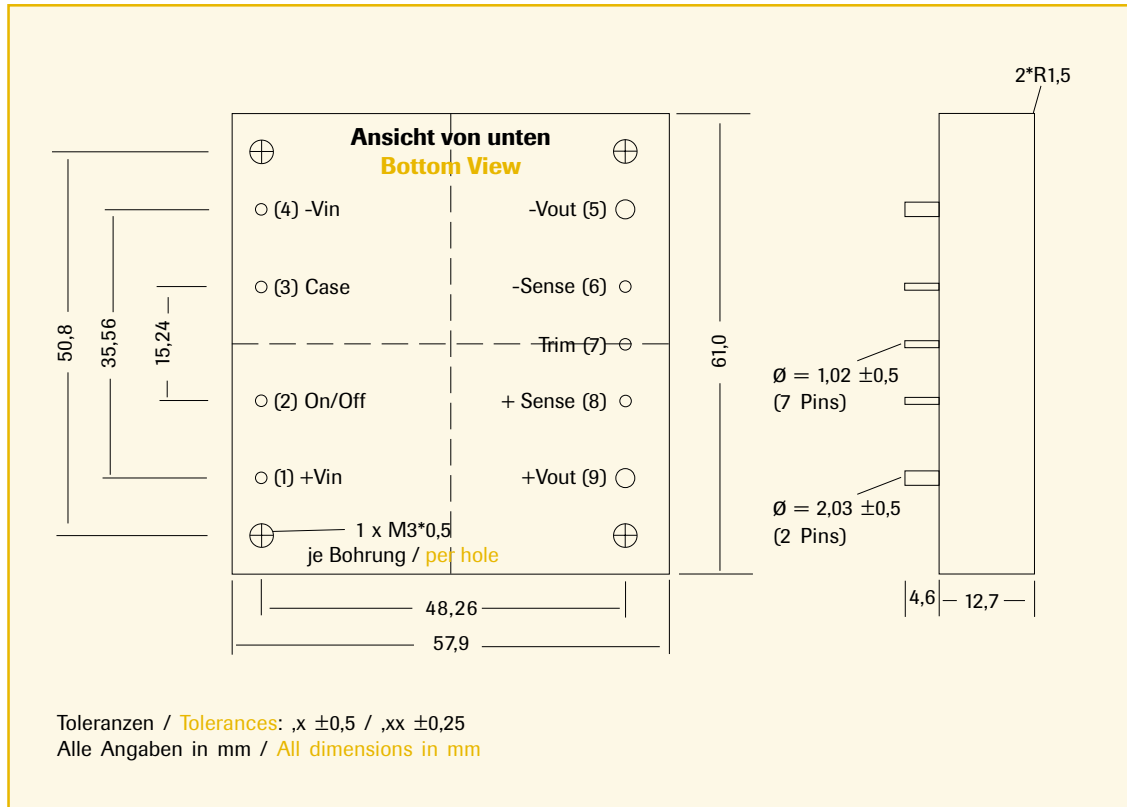 2*R1,5
Ansicht von unten
Bottom View
(4) -Vin
-Vout (5)
(3) Case
-Sense (6)
Trim (7)
(2) On/Off
+ Sense (8)
(1) +Vin
+Vout (9)
1 x M3*0,5
je Bohrung / per hole
50,8
35,56
15,24
61,0
48,26
57,9
Ø = 1,02 ±0,5
(7 Pins)
Ø = 2,03 ±0,5
(2 Pins)
4,6
12,7
Toleranzen / Tolerances: ,x ±0,5 / ,xx ±0,25
Alle Angaben in mm / All dimensions in mm